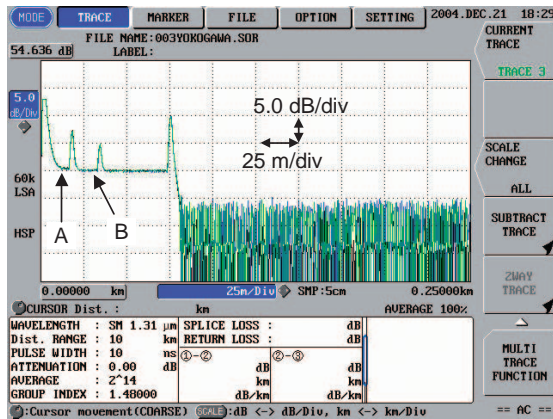 MODE TRACE MARKER FILE OPTION SETTING 2004.DEC.21 18:29
FILE NAME:003YOKOGAWA.SOR
54.636 dB LABEL:
CURRENT
TRACE
TRACE 3
5.0
dB/Div
5.0 dB/div
25 m/div
SCALE
CHANGE
ALL
60k
LSA
A B
HSP
SUBTRACT
TRACE
2WAY
TRACE
0.00000 km 25m/Div SMP:5cm 0.25000km
CURSOR Dist. : km AVERAGE 100%
WAVELENGTH : SM 1.31 μm
Dist. RANGE : 10 km
PULSE WIDTH : 10 ns
ATTENUATION : 0.00 dB
AVERAGE : 2^14
GROUP INDEX : 1.48000
SPLICE LOSS : dB
RETURN LOSS : dB
①-② ②-③
dB dB
km km
dB/km dB/km
MULTI
TRACE
FUNCTION
:Cursor movement(COARSE) SCALE:dB <-> dB/Div, km <-> km/Div == AC ==